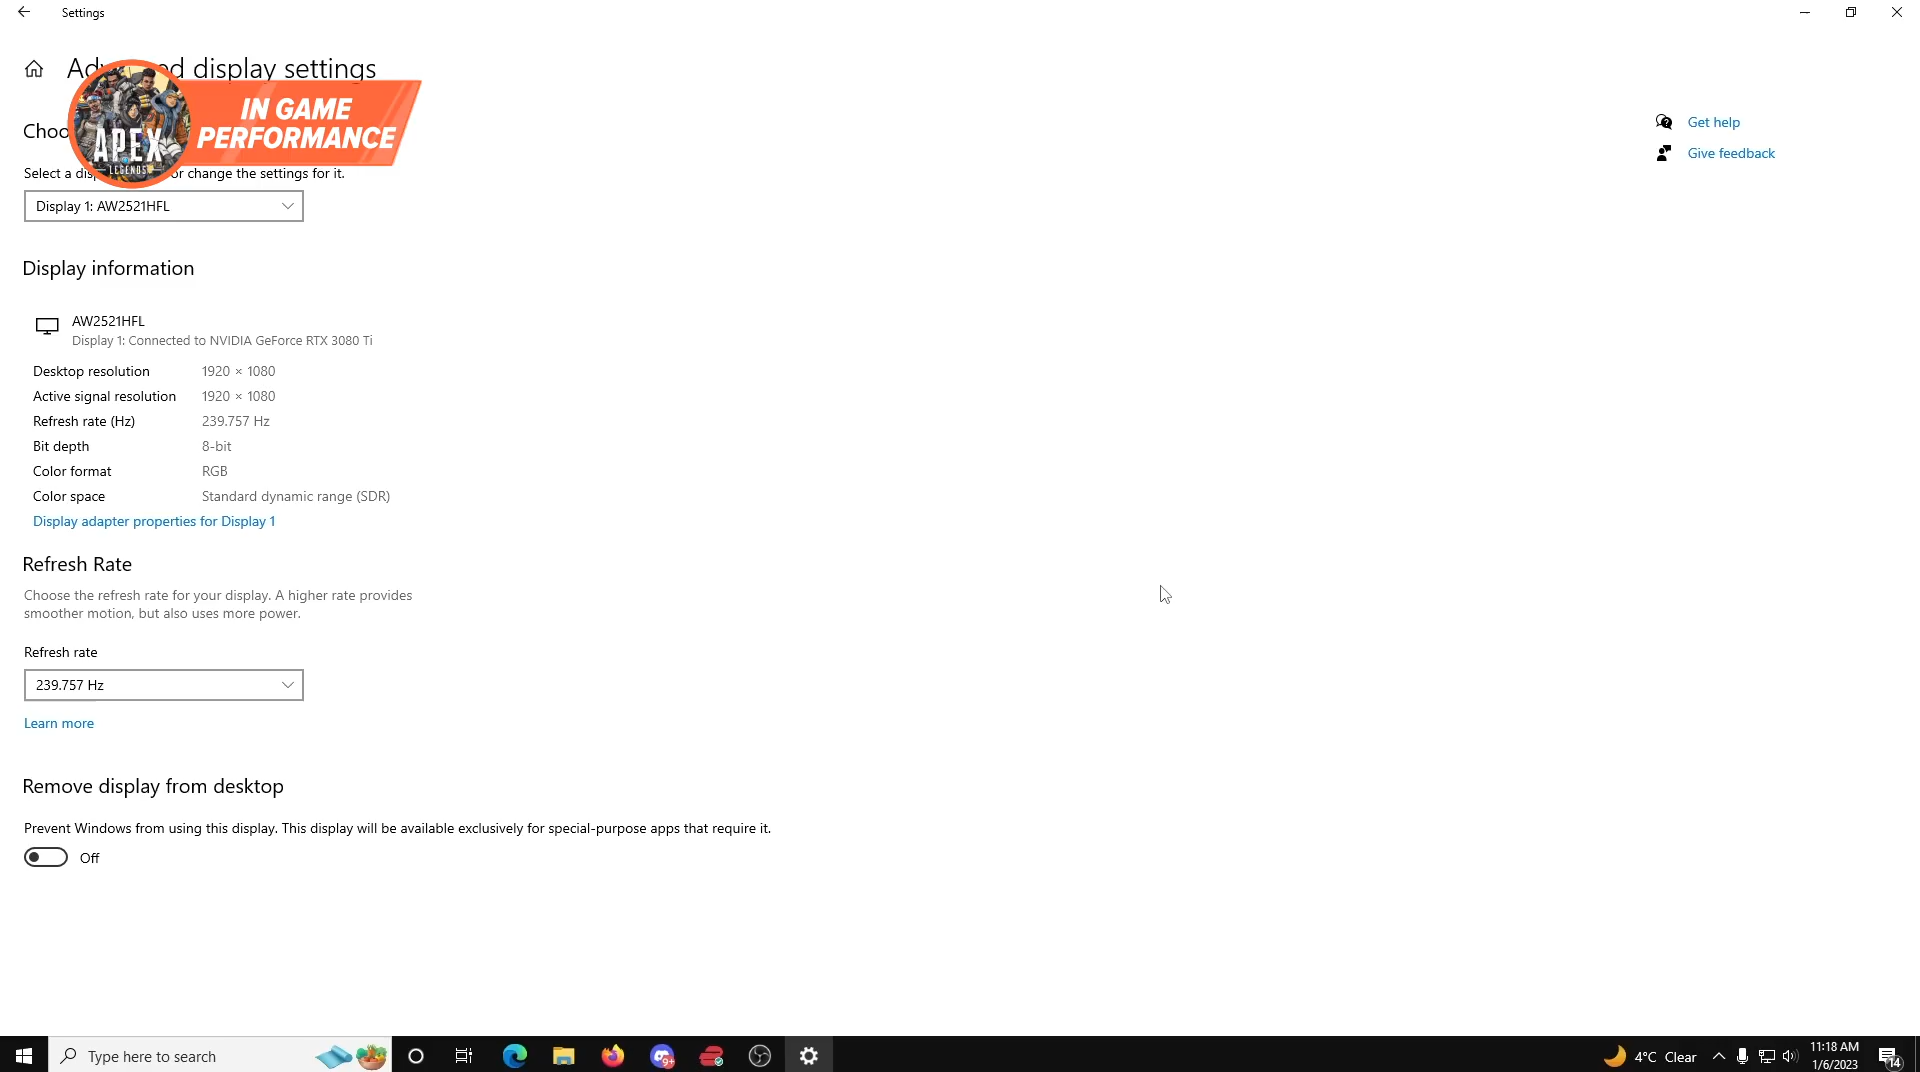 Settings
display settings
IN GAME
PERFORMANCE
APEX
LEGENDS
Get help
Give feedback
Select a
or change the settings for it.
Display 1: AW2521HFL
Display information
AW2521HFL
Display 1: Connected to NVIDIA GeForce RTX 3080 Ti
Desktop resolution 1920 × 1080
Active signal resolution 1920 × 1080
Refresh rate (Hz) 239.757 Hz
Bit depth 8-bit
Color format RGB
Color space Standard dynamic range (SDR)
Display adapter properties for Display 1
Refresh Rate
Choose the refresh rate for your display. A higher rate provides
smoother motion, but also uses more power.
Refresh rate
239.757 Hz
Learn more
Remove display from desktop
Prevent Windows from using this display. This display will be available exclusively for special-purpose apps that require it.
Off
Type here to search
9+
4°C Clear
11:18 AM
1/6/2023
14